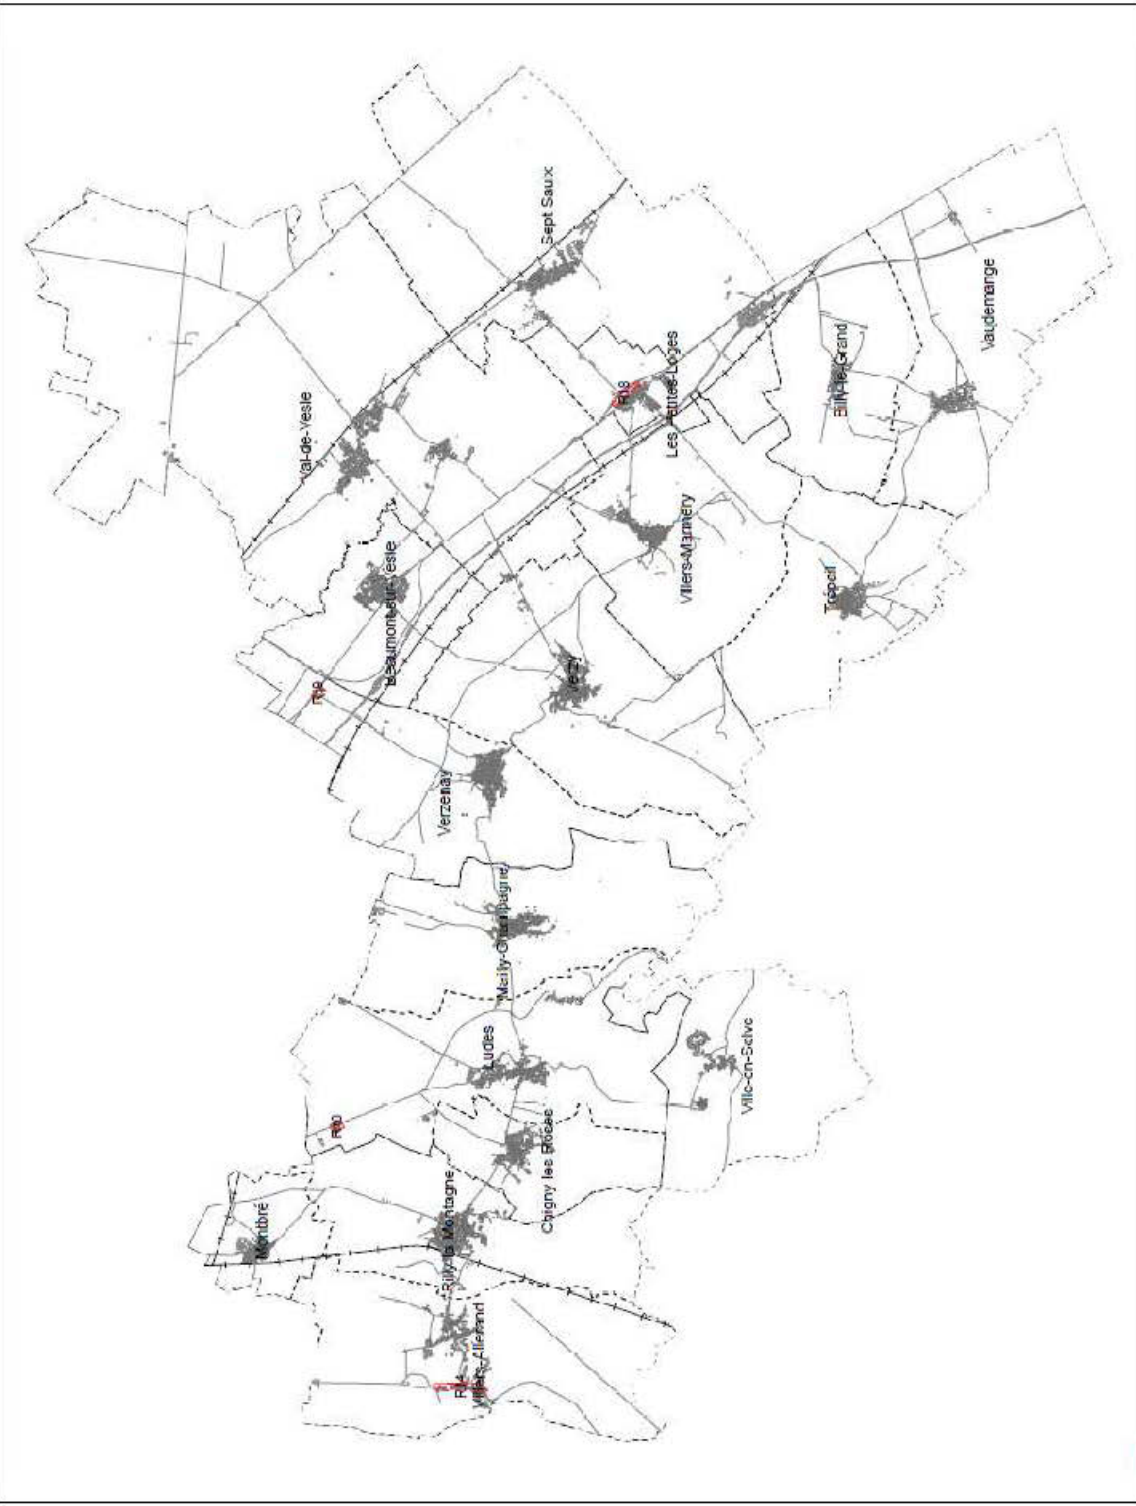 Sept Saux
Val-de-Vesle
Vaudemange
Billy-le-Grand
Les Petites-Loges
Beaumont-sur-Vesle
Villers-Marmery
Trépail
Verzy
Verzenay
Mailly-Champagne
Ludes
Ville-en-Selve
Chigny les Roses
Montbré
Rilly la Montagne
Villers-Allerand